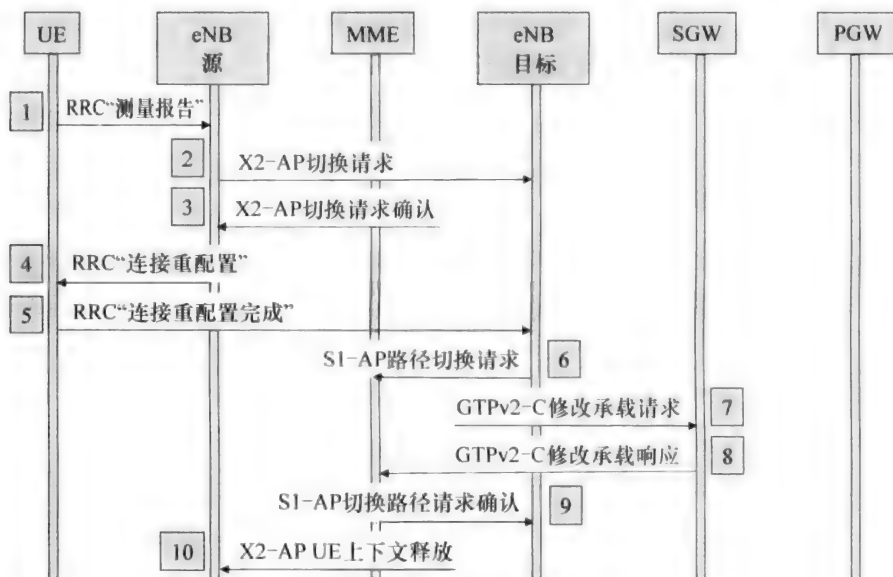 UE
eNB
源
MME
eNB
目标
SGW
PGW
1 RRC“测量报告”
2 X2-AP切换请求
3 X2-AP切换请求确认
4 RRC“连接重配置”
5 RRC“连接重配置完成”
S1-AP路径切换请求 6
GTPv2-C修改承载请求 7
GTPv2-C修改承载响应 8
S1-AP切换路径请求确认 9
10 X2-AP UE上下文释放